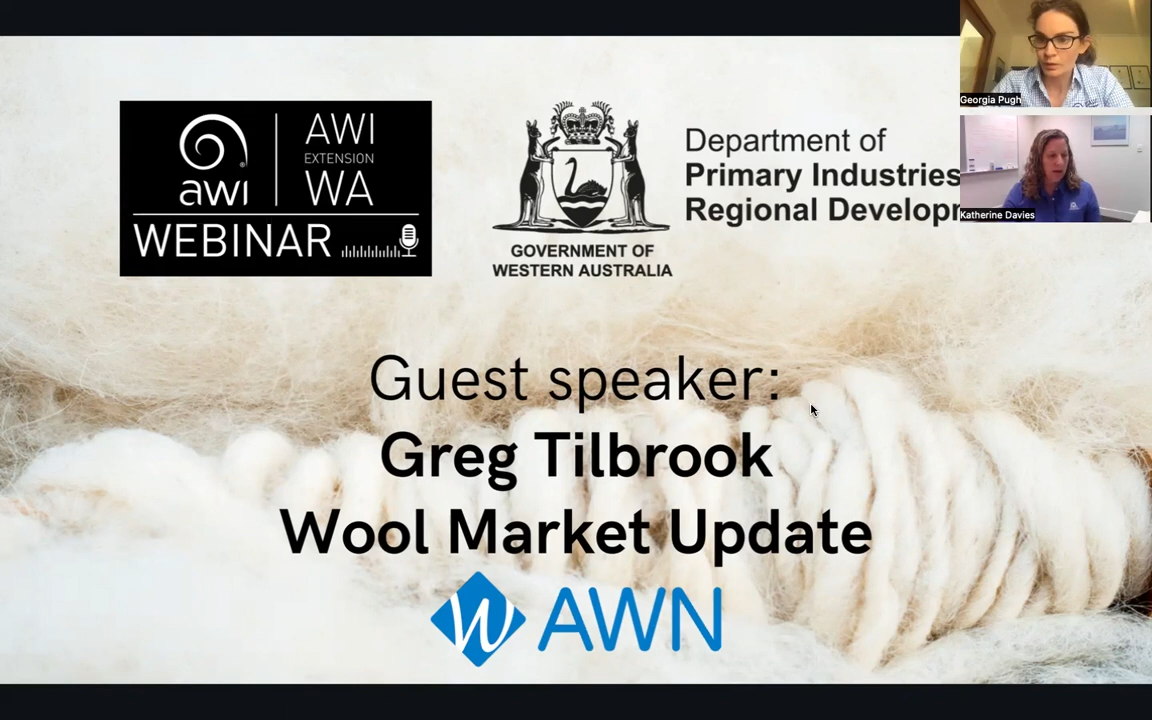 awi
®
AWI
EXTENSION
WA
WEBINAR
GOVERNMENT OF
WESTERN AUSTRALIA
Department of
Primary Industries
Regional Develop
Guest speaker:
Greg Tilbrook
Wool Market Update
W AWN
Georgia Pugh
Katherine Davies